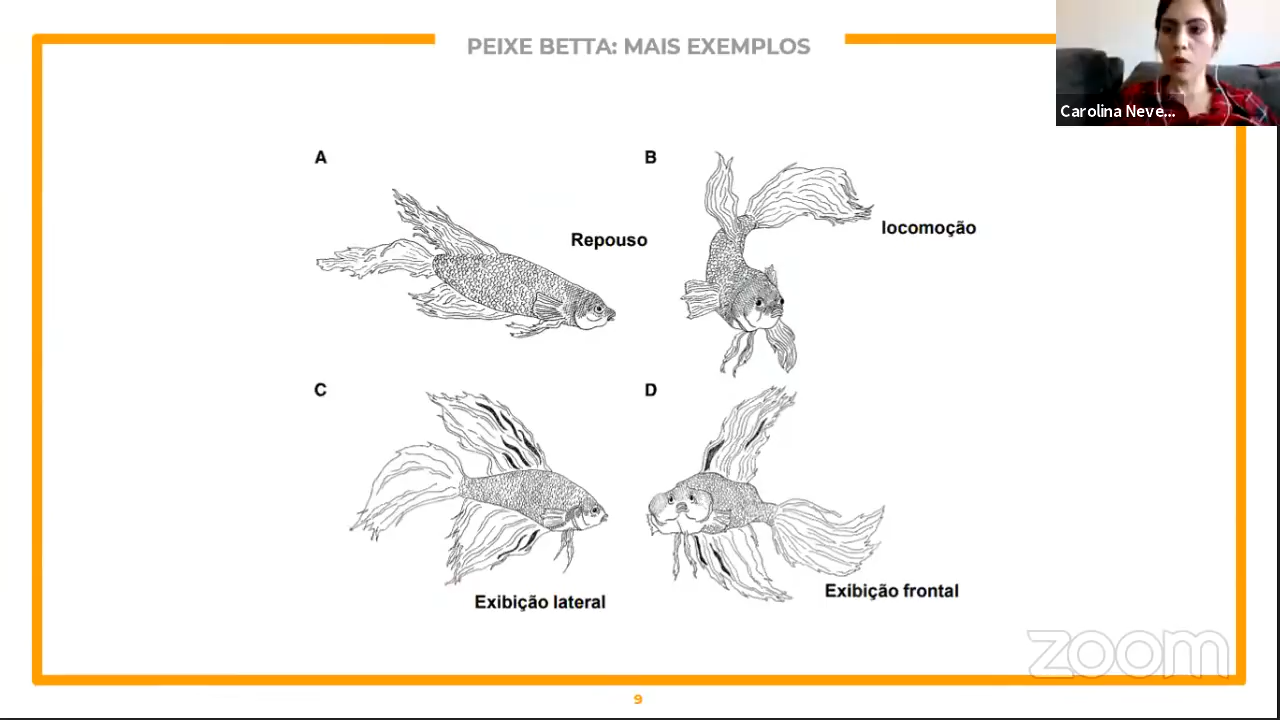 PEIXE BETTA: MAIS EXEMPLOS
Carolina Neve...
A
B
Repouso
locomoção
C
D
Exibição lateral
Exibição frontal
zoom
9